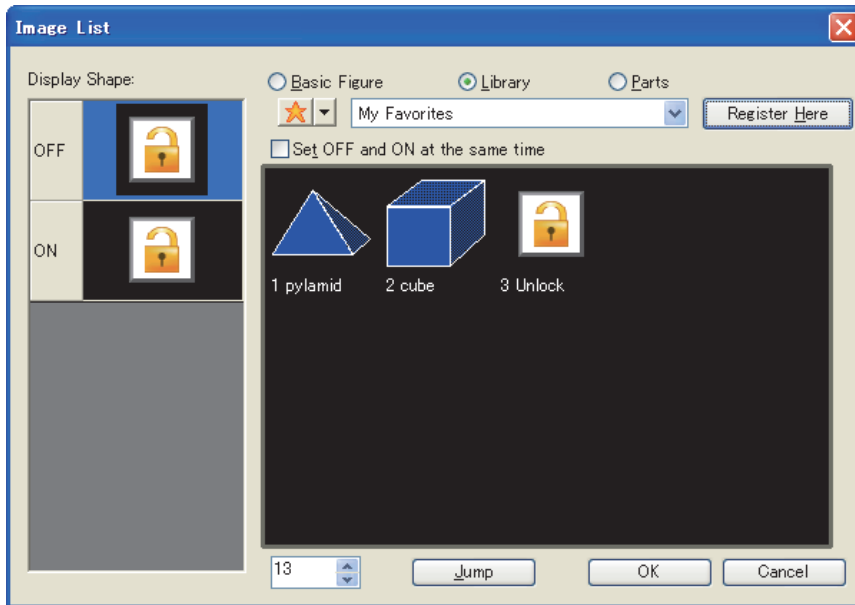 Image List
Display Shape:
Basic Figure Library Parts
My Favorites Register Here
Set OFF and ON at the same time
OFF
ON
1 pylamid 2 cube 3 Unlock
13 Jump OK Cancel